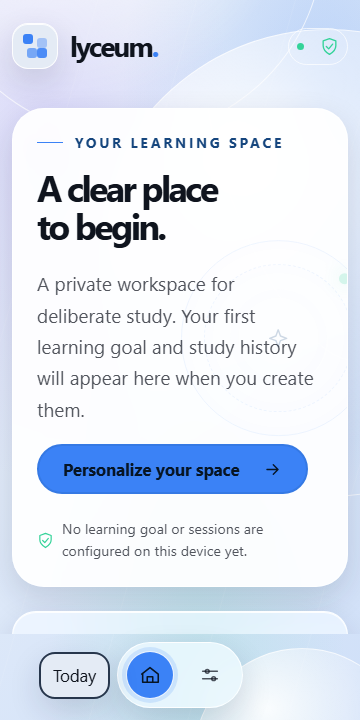 lyceum.
YOUR LEARNING SPACE
A clear place
to begin.
A private workspace for
deliberate study. Your first
learning goal and study history
will appear here when you create
them.
Personalize your space
No learning goal or sessions are
configured on this device yet.
Today